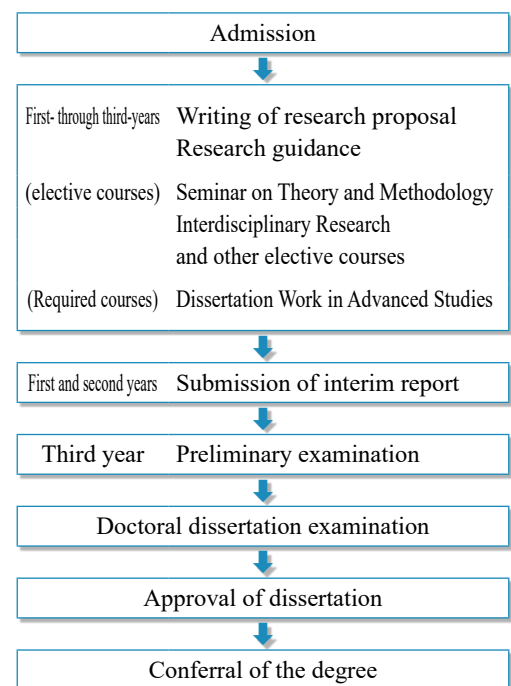 Admission
First- through third-years Writing of research proposal
Research guidance
(elective courses) Seminar on Theory and Methodology
Interdisciplinary Research
and other elective courses
(Required courses) Dissertation Work in Advanced Studies
First and second years Submission of interim report
Third year Preliminary examination
Doctoral dissertation examination
Approval of dissertation
Conferral of the degree